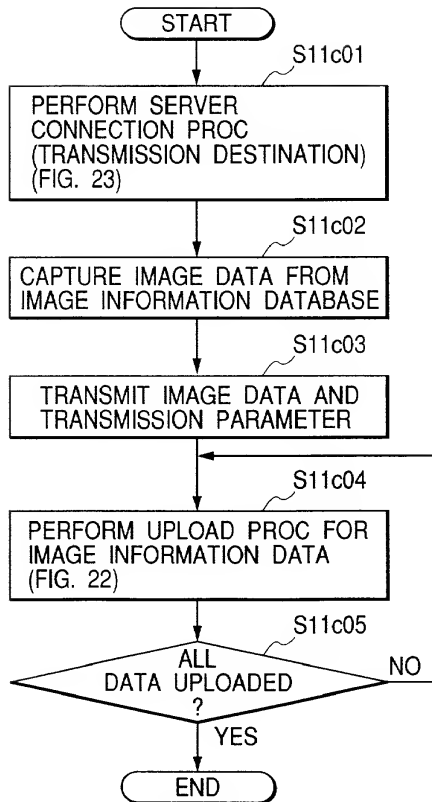 START
S11c01
PERFORM SERVER
CONNECTION PROC
(TRANSMISSION DESTINATION)
(FIG. 23)
S11c02
CAPTURE IMAGE DATA FROM
IMAGE INFORMATION DATABASE
S11c03
TRANSMIT IMAGE DATA AND
TRANSMISSION PARAMETER
S11c04
PERFORM UPLOAD PROC FOR
IMAGE INFORMATION DATA
(FIG. 22)
S11c05
ALL
DATA UPLOADED
?
NO
YES
END